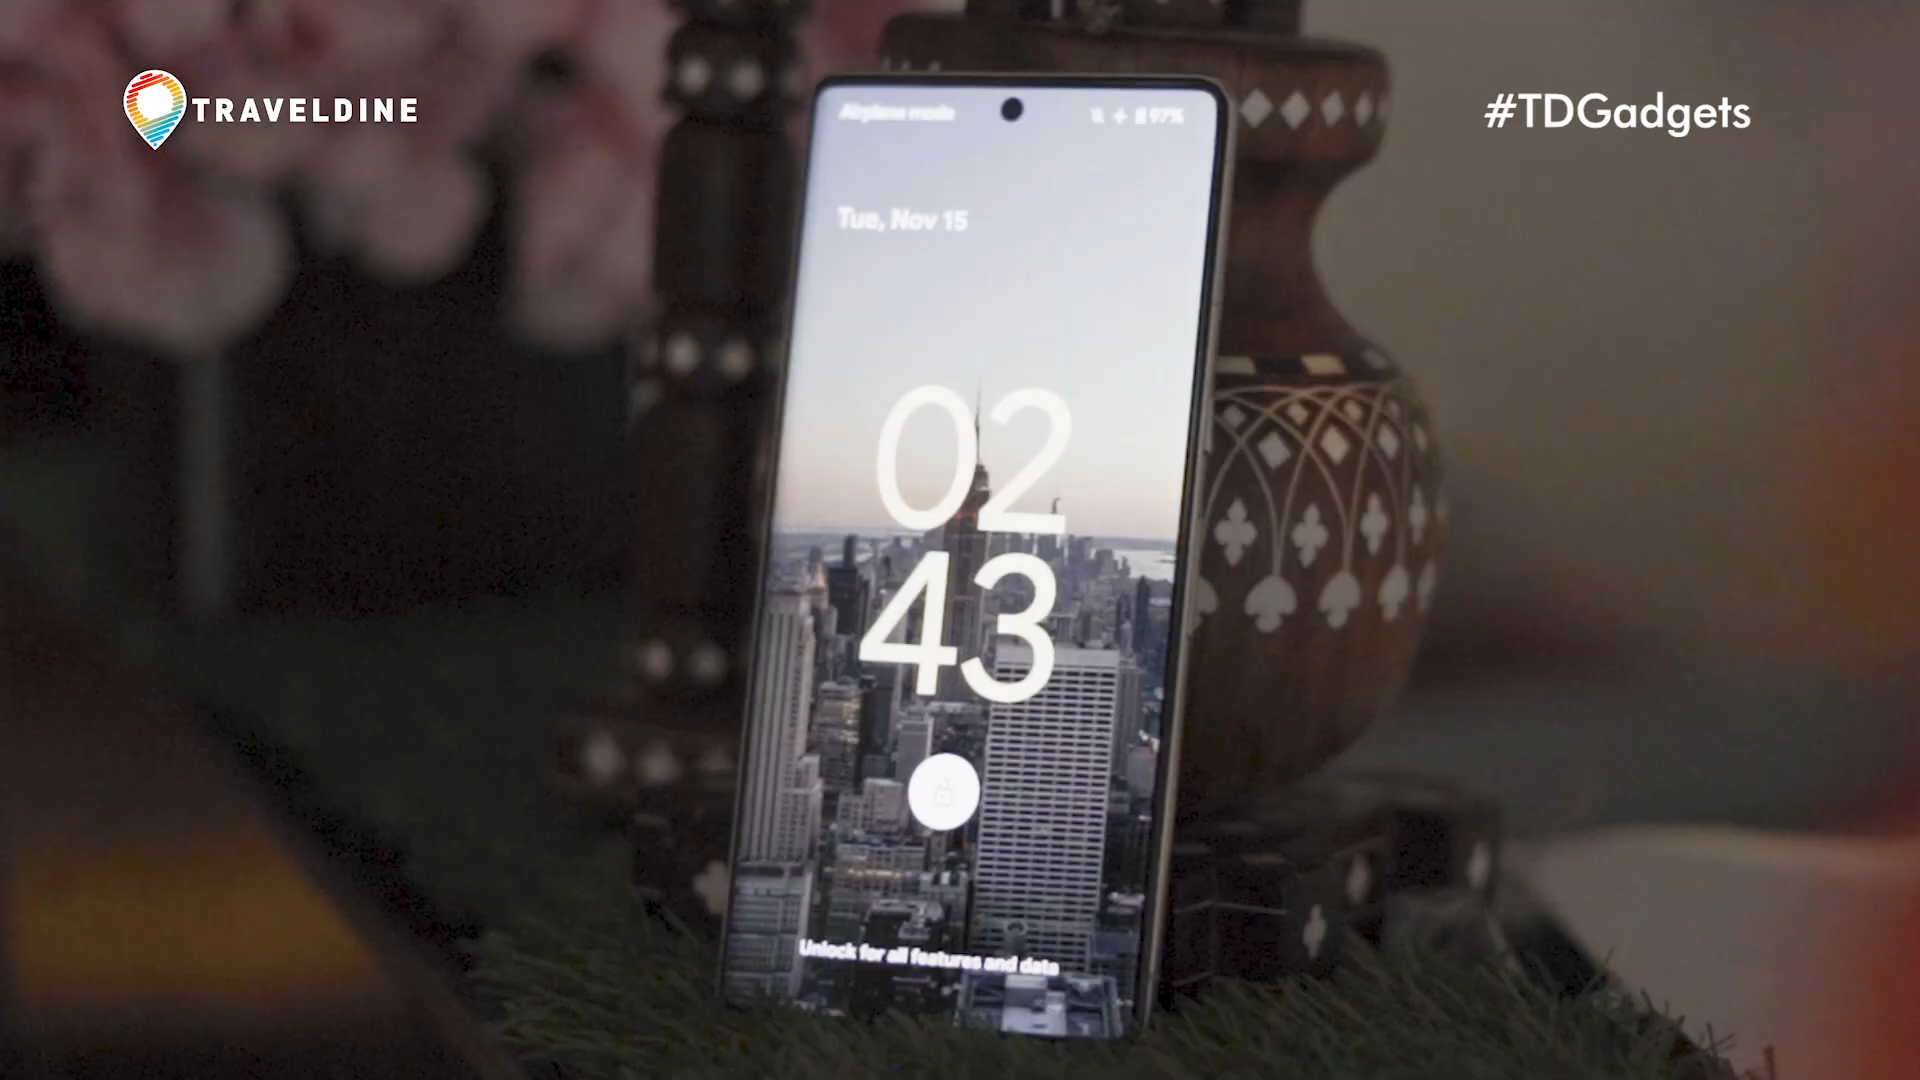 TRAVELDINE
#TDGadgets
Airplane mode
97%
Tue, Nov 15
02
43
Unlock for all features and data